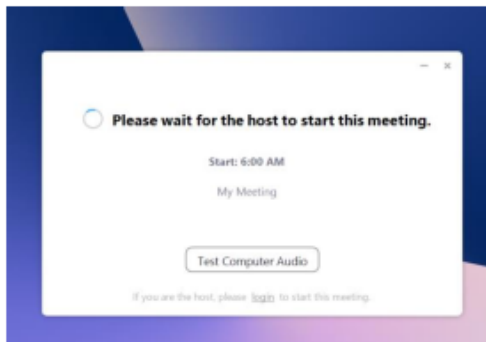 Please wait for the host to start this meeting.
Start: 6:00 AM
My Meeting
Test Computer Audio
If you are the host, please login to start this meeting.